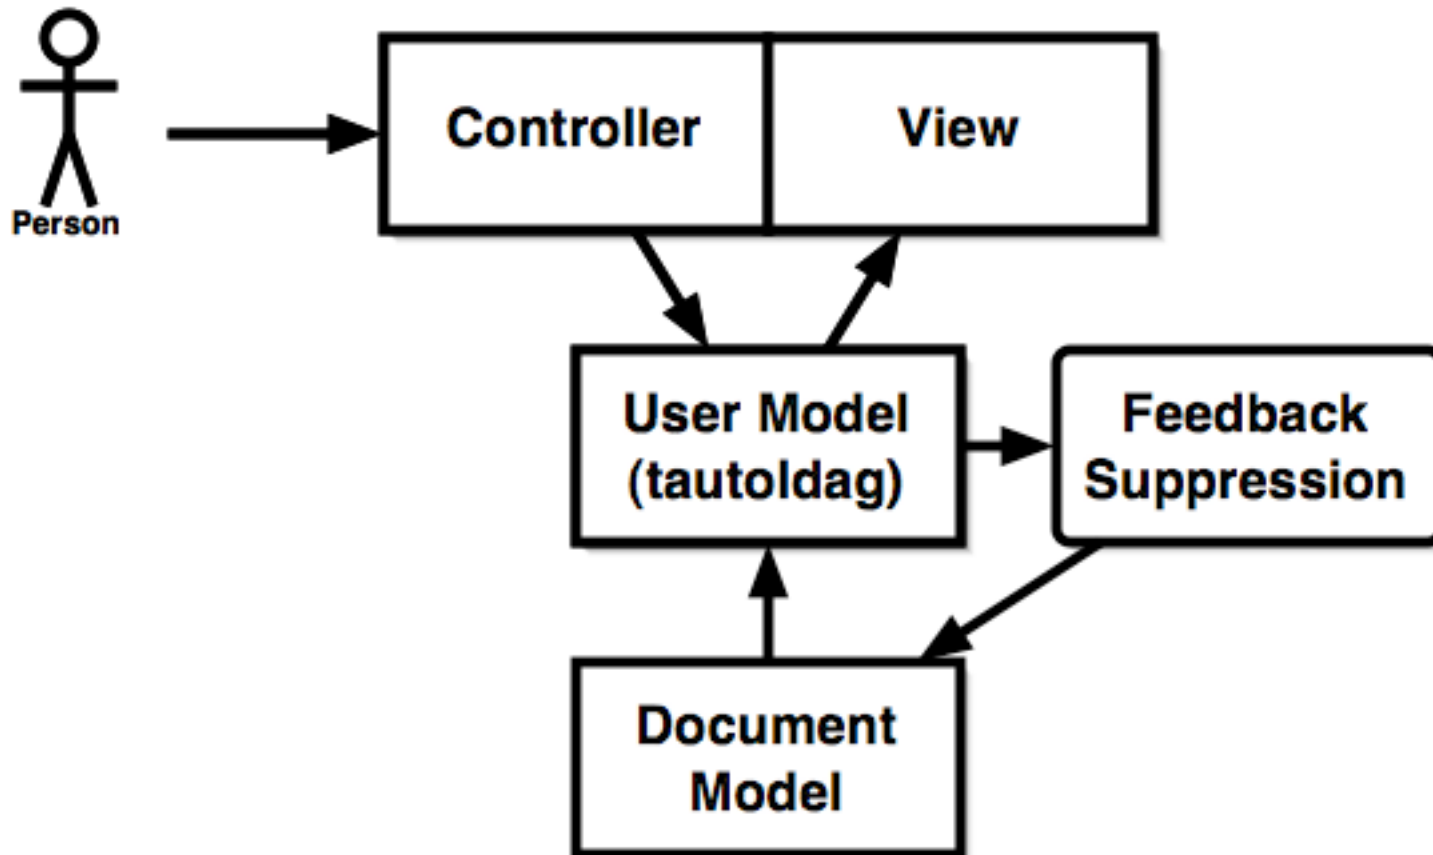 Person
Controller
View
User Model
(tautoldag)
Feedback
Suppression
Document
Model